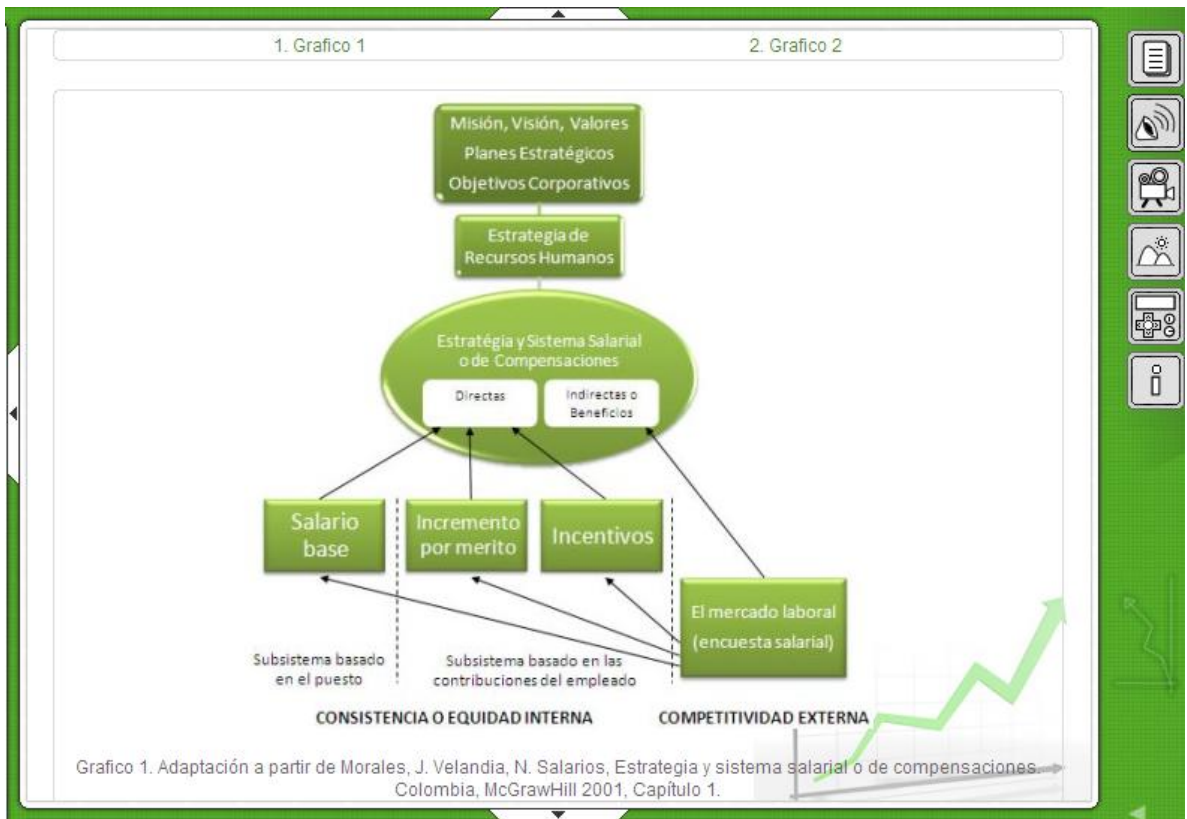 1. Grafico 1
2. Grafico 2
Misión, Visión, Valores
Planes Estratégicos
Objetivos Corporativos
Estrategia de
Recursos Humanos
Estratégia y Sistema Salarial
o de Compensaciones
Directas
Indirectas o
Beneficios
Salario
base
Incremento
por merito
Incentivos
El mercado laboral
(encuesta salarial)
Subsistema basado
en el puesto
Subsistema basado en las
contribuciones del empleado
CONSISTENCIA O EQUIDAD INTERNA
COMPETITIVIDAD EXTERNA
Grafico 1. Adaptación a partir de Morales, J. Velandia, N. Salarios, Estrategia y sistema salarial o de compensaciones.
Colombia, McGrawHill 2001, Capítulo 1.